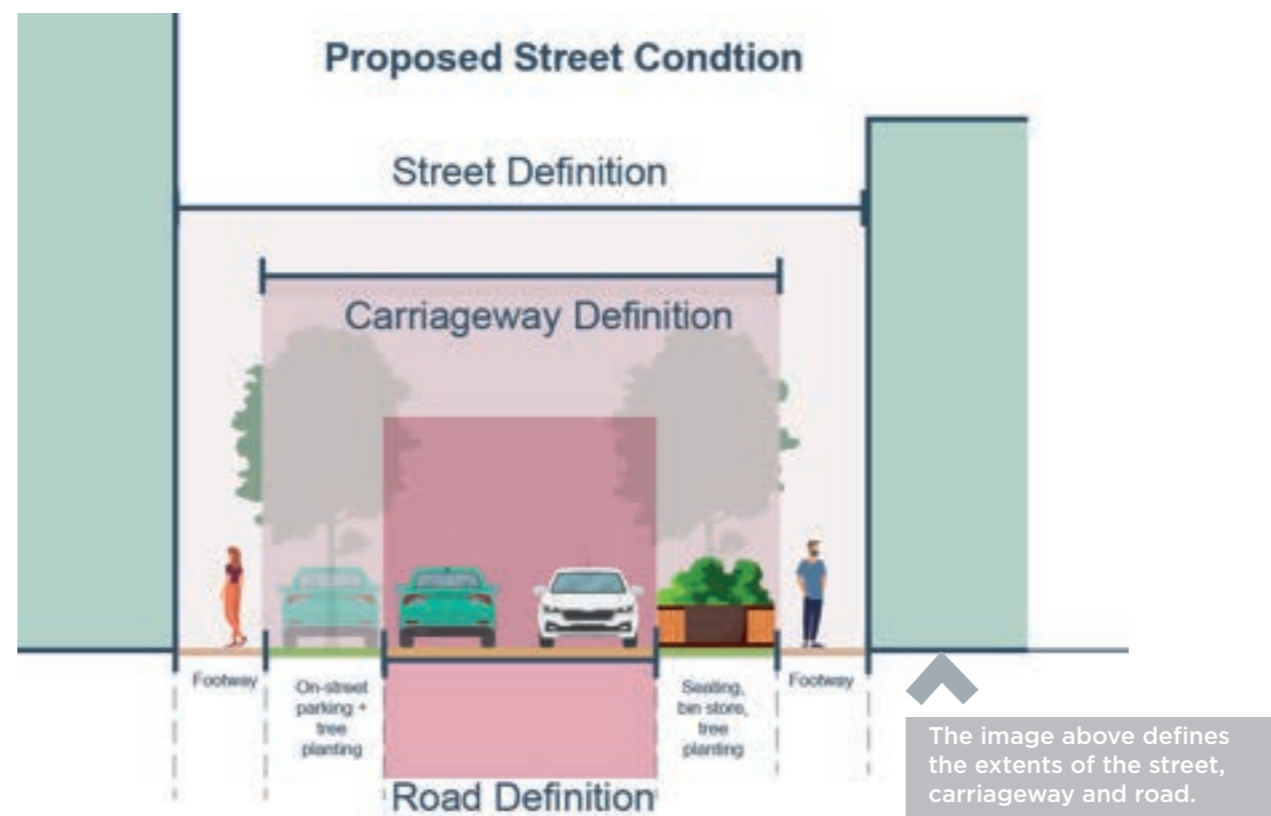 Proposed Street Condtion
Street Definition
Carriageway Definition
Footway
On-street
parking +
tree
planting
Seating,
bin store,
tree
planting
Footway
Road Definition
The image above defines
the extents of the street,
carriageway and road.